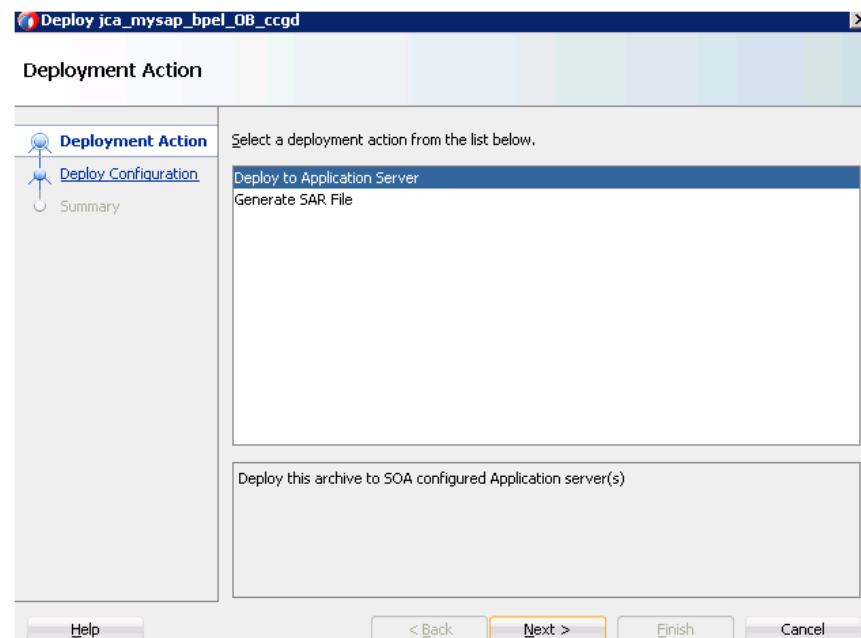 Deploy jca_mysap_bpel_OB_ccgd
Deployment Action
Deployment Action
Deploy Configuration
Summary
Select a deployment action from the list below.
Deploy to Application Server
Generate SAR File
Deploy this archive to SOA configured Application server(s)
Help
< Back
Next >
Finish
Cancel